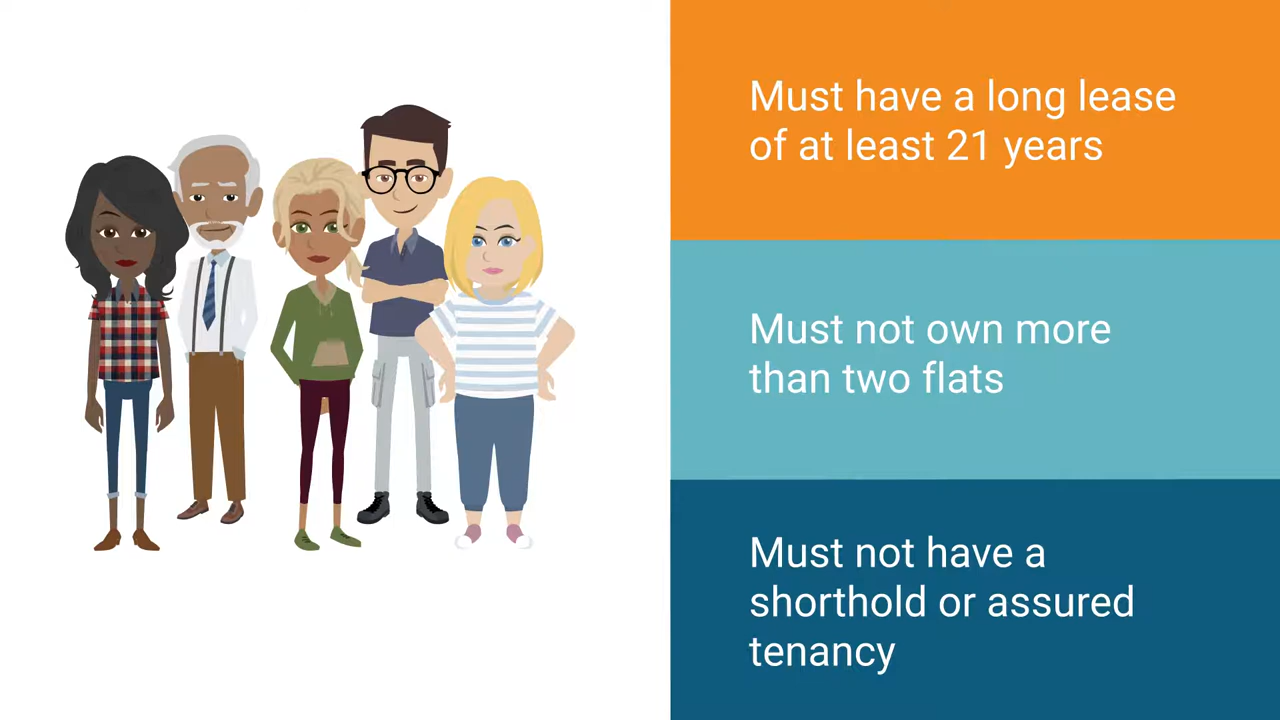 Must have a long lease
of at least 21 years
Must not own more
than two flats
Must not have a
shorthold or assured
tenancy